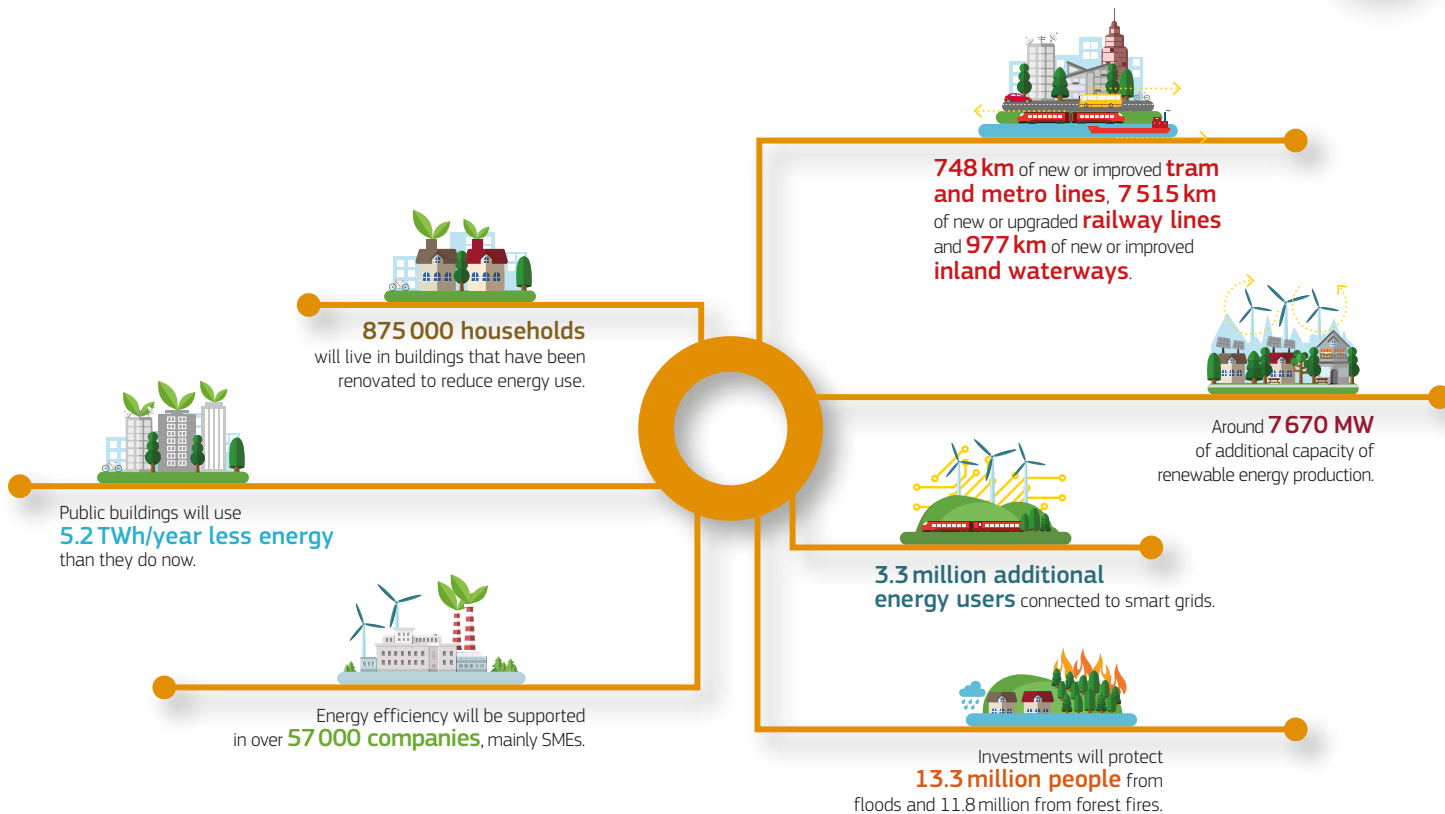 748 km of new or improved tram
and metro lines, 7 515 km
of new or upgraded railway lines
and 977 km of new or improved
inland waterways.
875 000 households
will live in buildings that have been
renovated to reduce energy use.
Around 7 670 MW
of additional capacity of
renewable energy production.
Public buildings will use
5.2 TWh/year less energy
than they do now.
3.3 million additional
energy users connected to smart grids.
Energy efficiency will be supported
in over 57 000 companies, mainly SMEs.
Investments will protect
13.3 million people from
floods and 11.8 million from forest fires.